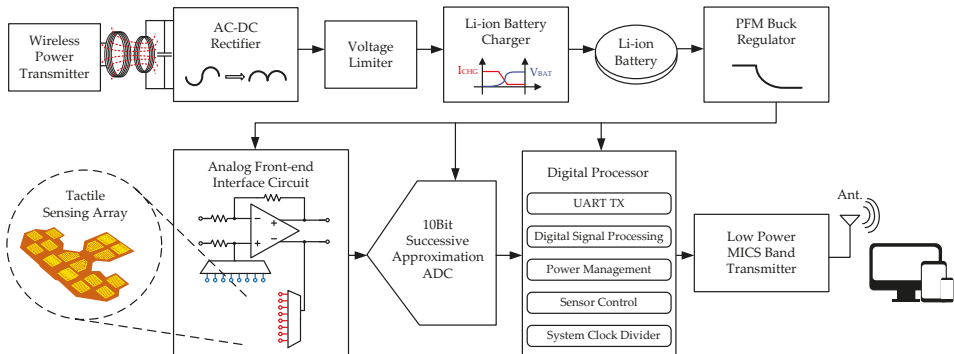 Wireless
Power
Transmitter
AC-DC
Rectifier
Voltage
Limiter
Li-ion Battery
Charger
ICHG
VBAT
Li-ion
Battery
PFM Buck
Regulator
Tactile
Sensing Array
Analog Front-end
Interface Circuit
10Bit
Successive
Approximation
ADC
Digital Processor
UART TX
Digital Signal Processing
Power Management
Sensor Control
System Clock Divider
Low Power
MICS Band
Transmitter
Ant.